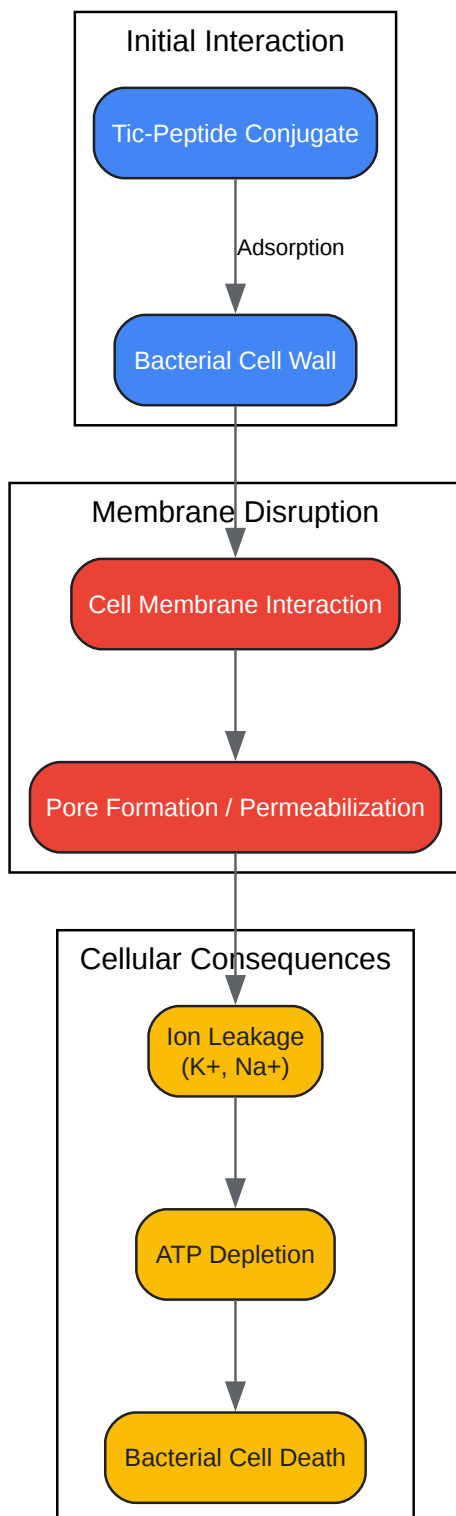 Initial Interaction
Tic-Peptide Conjugate
Adsorption
Bacterial Cell Wall
Membrane Disruption
Cell Membrane Interaction
Pore Formation / Permeabilization
Cellular Consequences
Ion Leakage
(K+, Na+)
ATP Depletion
Bacterial Cell Death